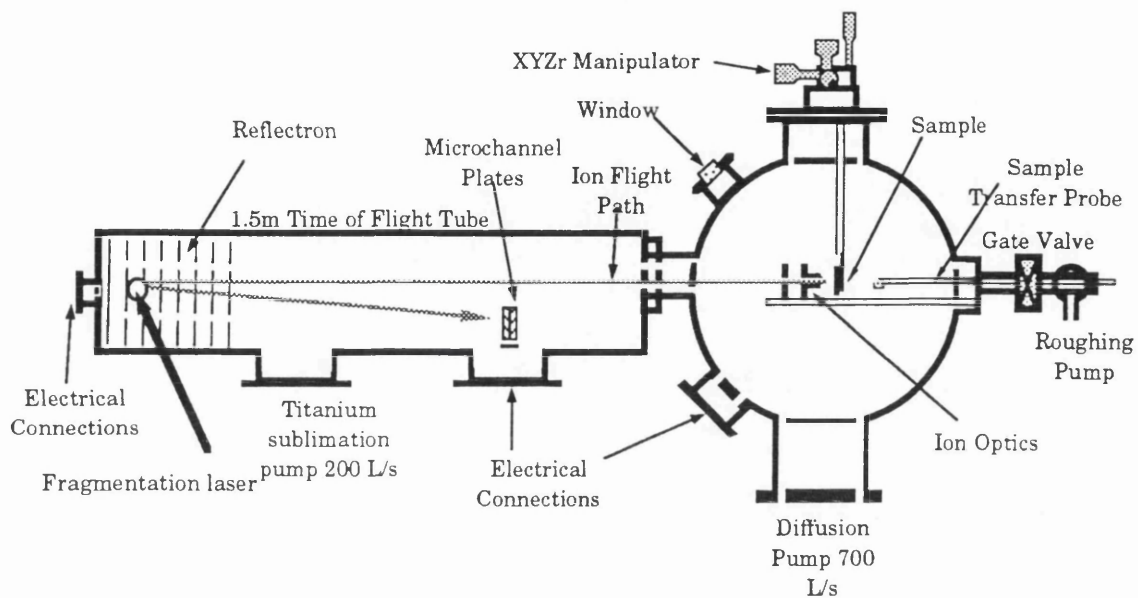 XYZr Manipulator
Window
Sample
Reflectron
Microchannel
Plates
Ion Flight
Path
Sample
Transfer Probe
1.5m Time of Flight Tube
Gate Valve
Roughing
Pump
Electrical
Connections
Titanium
sublimation
pump 200 L/s
Fragmentation laser
Electrical
Connections
Ion Optics
Diffusion
Pump 700
L/s